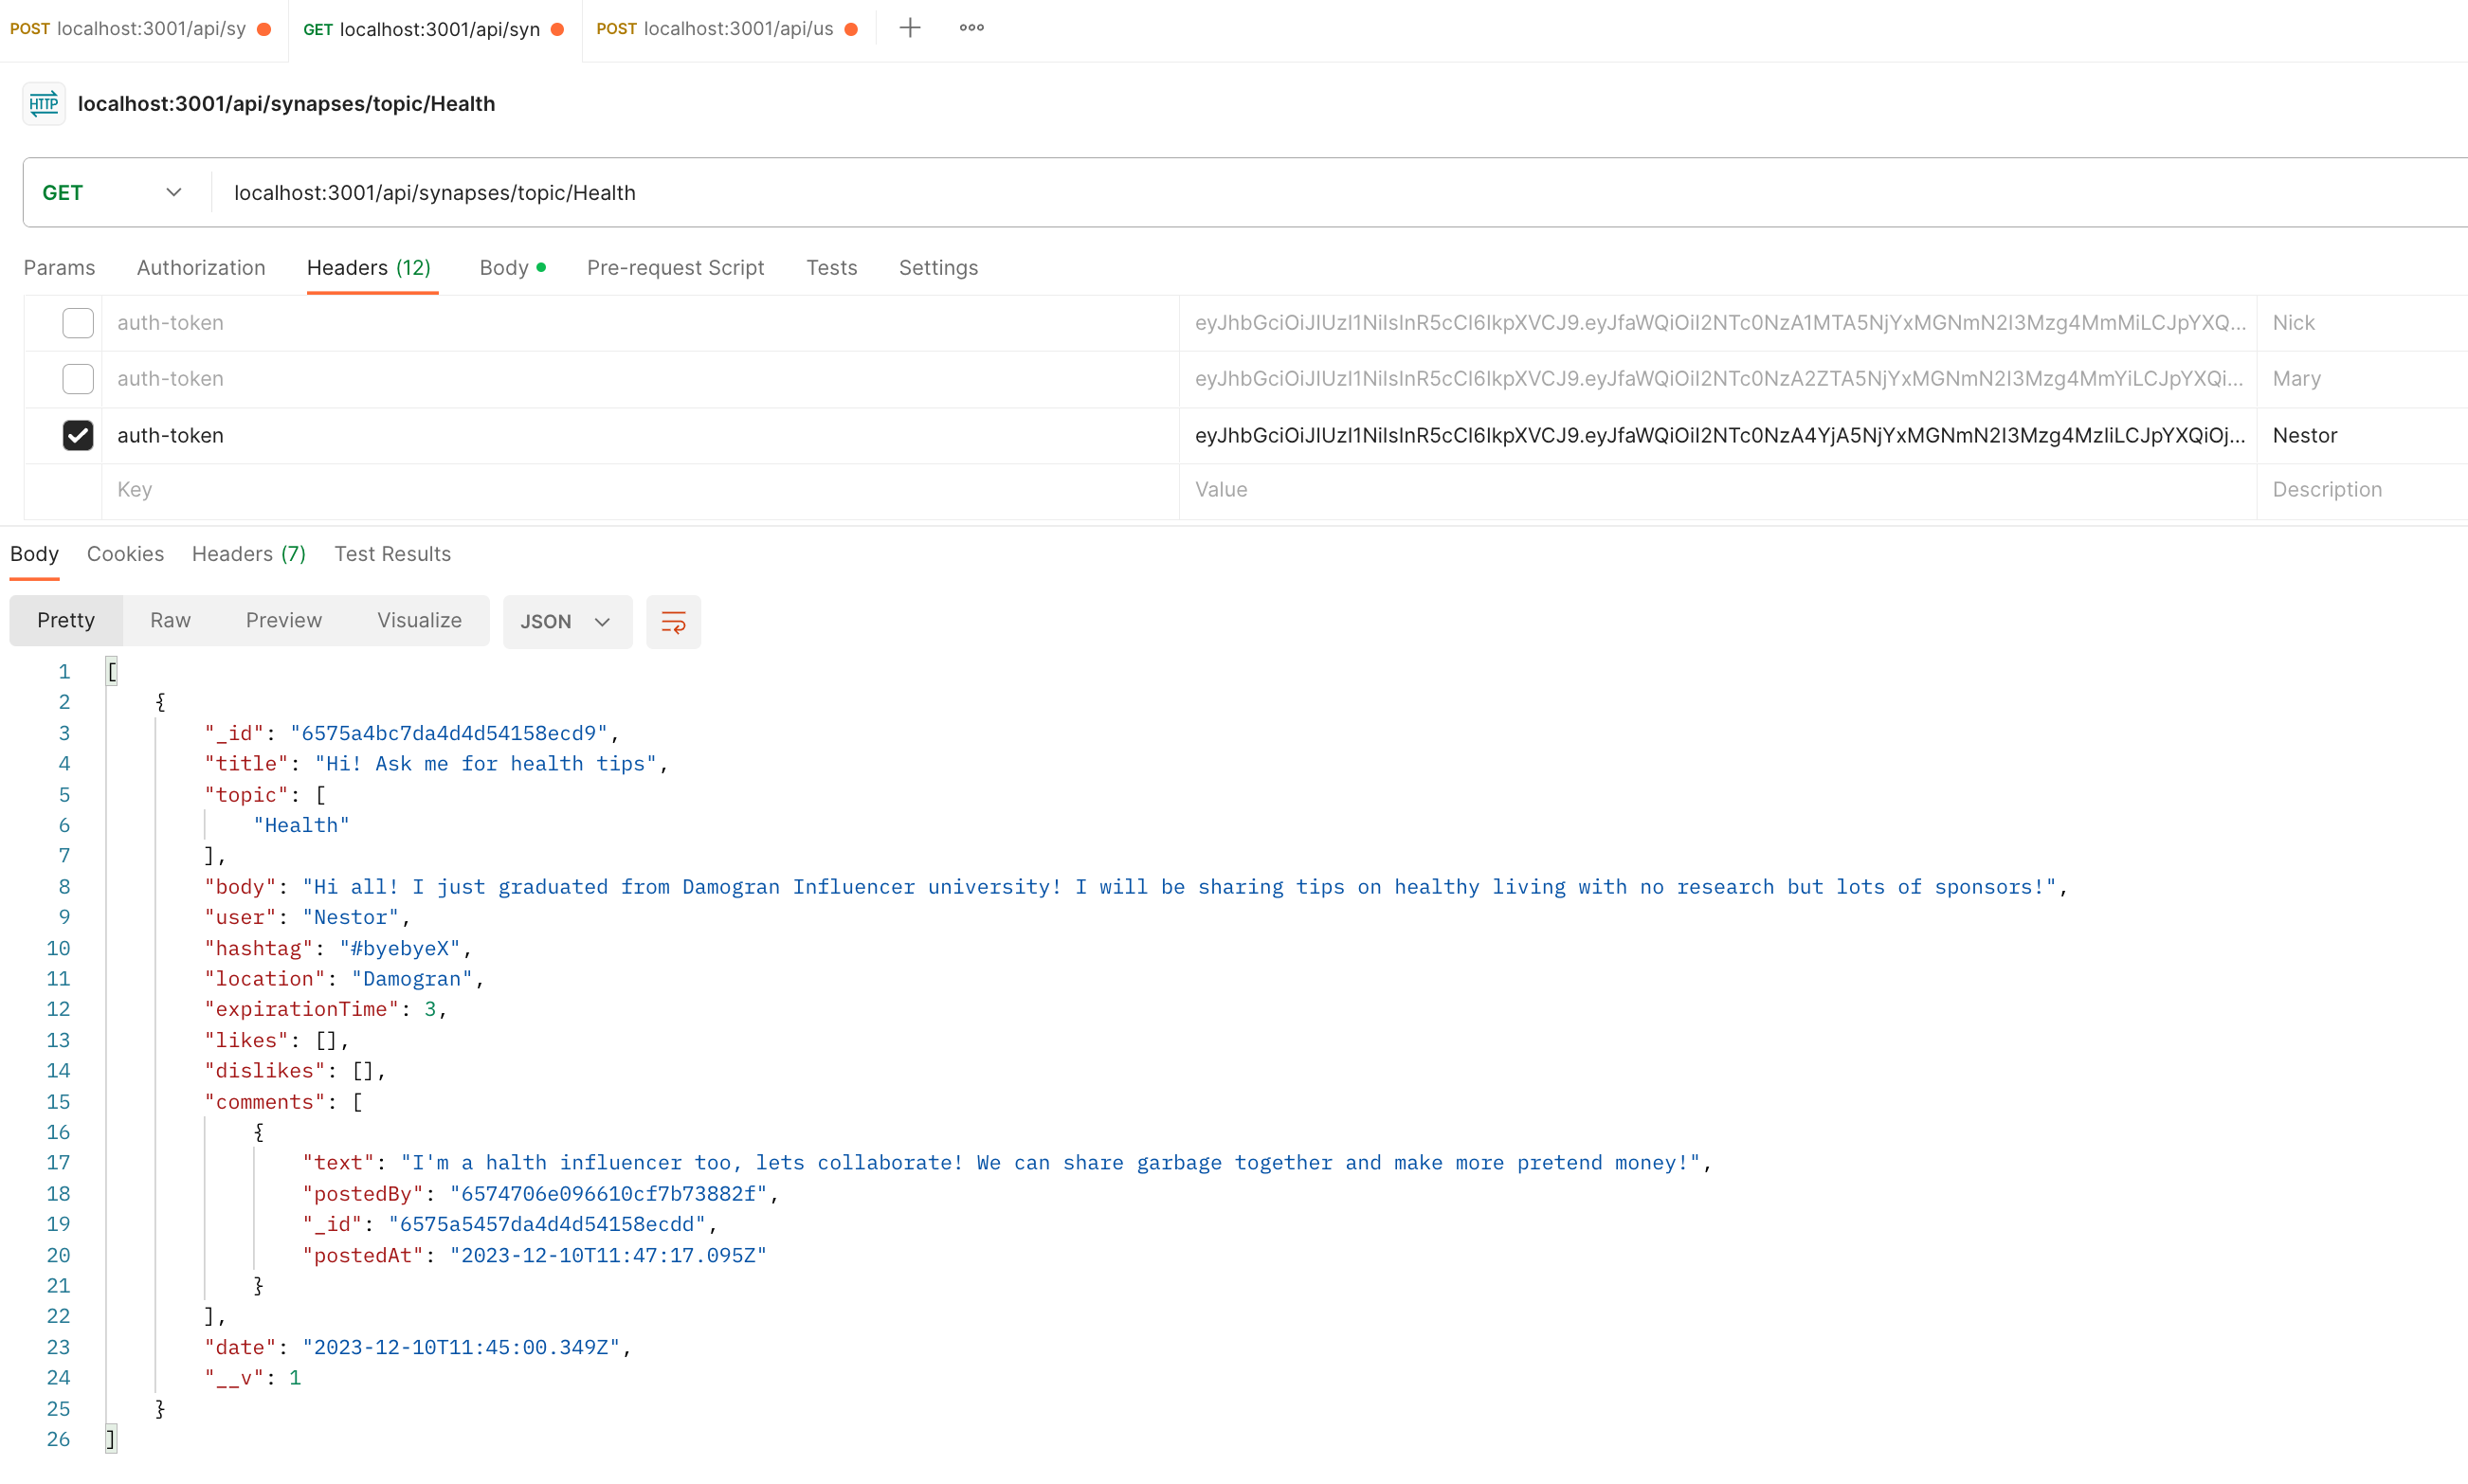 POST localhost:3001/api/sy GET localhost:3001/api/syn POST localhost:3001/api/us
HTTP localhost:3001/api/synapses/topic/Health
GET localhost:3001/api/synapses/topic/Health
Params Authorization Headers (12) Body Pre-request Script Tests Settings
auth-token eyJhbGciOiJIUzI1NiIsInR5cCI6IkpXVCJ9.eyJfaWQiOiI2NTc0NzA1MTA5NjYxMGNmN2I3Mzg4MmMiLCJpYXQ... Nick
auth-token eyJhbGciOiJIUzI1NiIsInR5cCI6IkpXVCJ9.eyJfaWQiOiI2NTc0NzA2ZTA5NjYxMGNmN2I3Mzg4MmYiLCJpYXQi... Mary
auth-token eyJhbGciOiJIUzI1NiIsInR5cCI6IkpXVCJ9.eyJfaWQiOiI2NTc0NzA4YjA5NjYxMGNmN2I3Mzg4MzIiLCJpYXQiOj... Nestor
Key Value Description
Body Cookies Headers (7) Test Results
Pretty Raw Preview Visualize JSON
1 [
2 {
3 "_id": "6575a4bc7da4d4d54158ecd9",
4 "title": "Hi! Ask me for health tips",
5 "topic": [
6 "Health"
7 ],
8 "body": "Hi all! I just graduated from Damogran Influencer university! I will be sharing tips on healthy living with no research but lots of sponsors!",
9 "user": "Nestor",
10 "hashtag": "#byebyeX",
11 "location": "Damogran",
12 "expirationTime": 3,
13 "likes": [],
14 "dislikes": [],
15 "comments": [
16 {
17 "text": "I'm a halth influencer too, lets collaborate! We can share garbage together and make more pretend money!",
18 "postedBy": "6574706e096610cf7b73882f",
19 "_id": "6575a5457da4d4d54158ecdd",
20 "postedAt": "2023-12-10T11:47:17.095Z"
21 }
22 ],
23 "date": "2023-12-10T11:45:00.349Z",
24 "__v": 1
25 }
26 ]